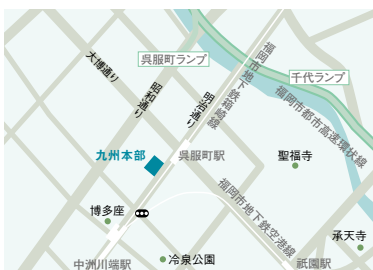 呉服町ランプ
千代ランプ
大博通り
昭和通り
明治通り
福岡市地下鉄箱崎線
福岡市都市高速環状線
九州本部
呉服町駅
聖福寺
福岡市地下鉄空港線
博多座
承天寺
中洲川端駅
冷泉公園
祇園駅